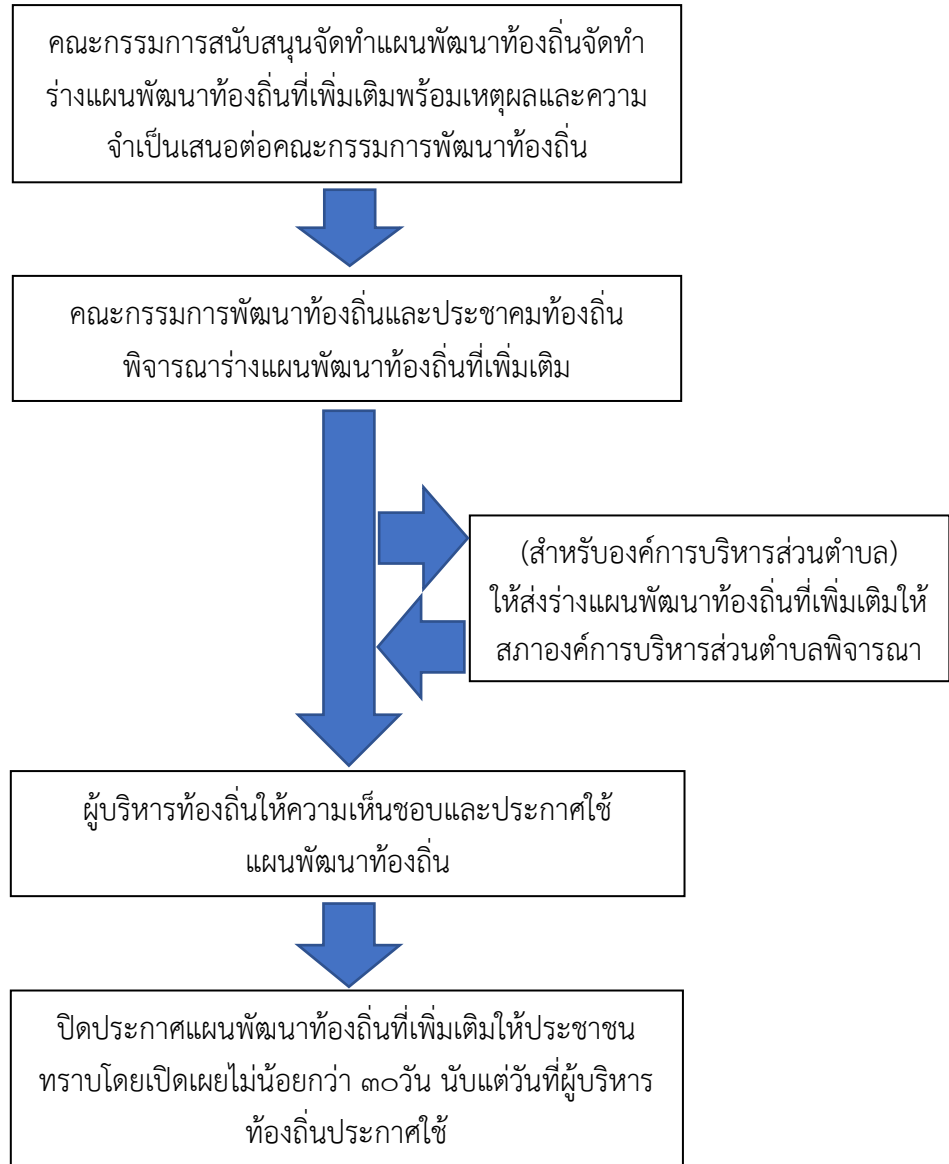 คณะกรรมการสนับสนุนจัดทำแผนพัฒนาท้องถิ่นจัดทำ
ร่างแผนพัฒนาท้องถิ่นที่เพิ่มเติมพร้อมเหตุผลและความ
จำเป็นเสนอต่อคณะกรรมการพัฒนาท้องถิ่น
คณะกรรมการพัฒนาท้องถิ่นและประชาคมท้องถิ่น
พิจารณาร่างแผนพัฒนาท้องถิ่นที่เพิ่มเติม
(สำหรับองค์การบริหารส่วนตำบล)
ให้ส่งร่างแผนพัฒนาท้องถิ่นที่เพิ่มเติมให้
สภาองค์การบริหารส่วนตำบลพิจารณา
ผู้บริหารท้องถิ่นให้ความเห็นชอบและประกาศใช้
แผนพัฒนาท้องถิ่น
ปิดประกาศแผนพัฒนาท้องถิ่นที่เพิ่มเติมให้ประชาชน
ทราบโดยเปิดเผยไม่น้อยกว่า ๓๐วัน นับแต่วันที่ผู้บริหาร
ท้องถิ่นประกาศใช้